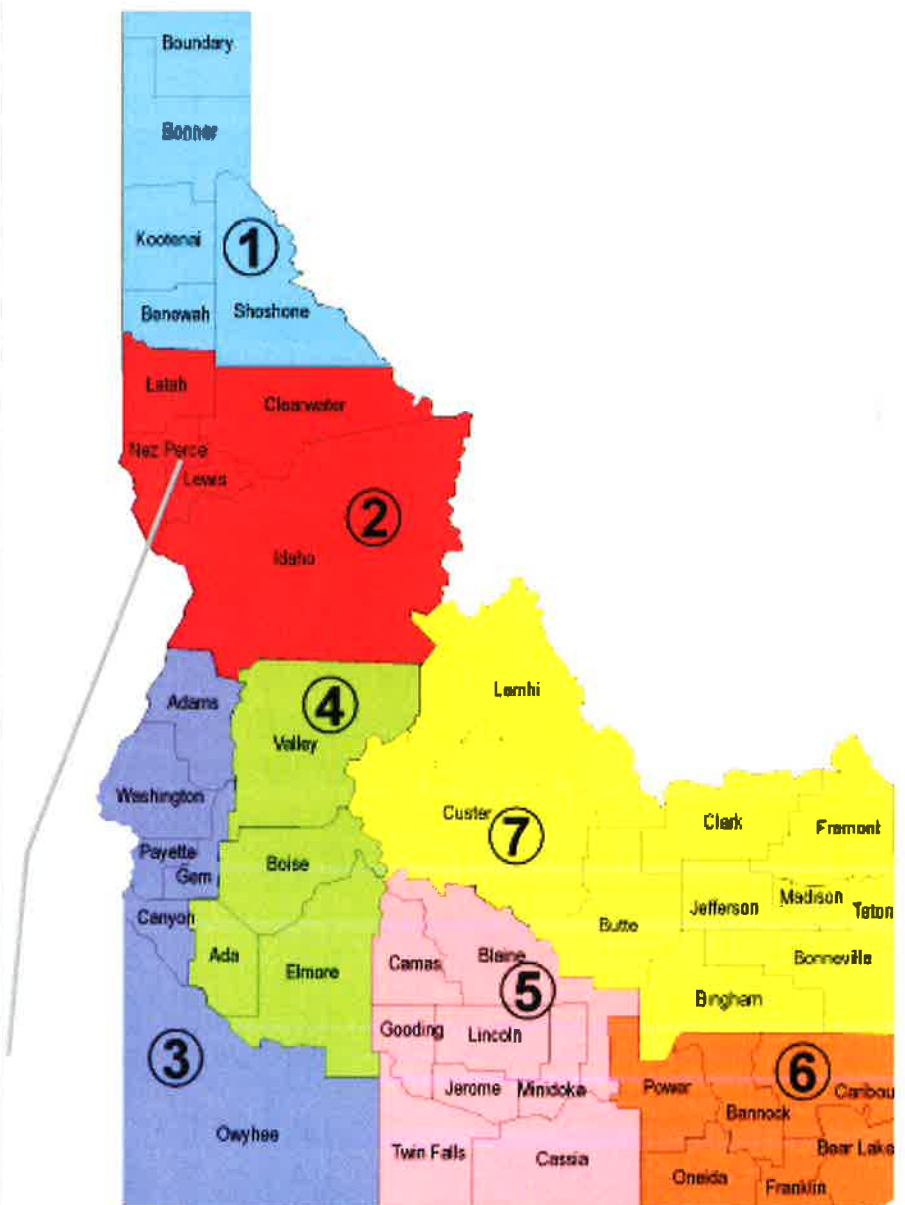 Boundary
Bonner
Kootenai
1
Benewah
Shoshone
Latah
Clearwater
Nez Perce
Lewis
2
Idaho
Adams
4
Valley
Lemhi
Washington
Custer
7
Clark
Fremont
Payette
Gem
Boise
Canyon
Jefferson
Madison
Teton
Ada
Elmore
Camas
Blaine
Butte
Bonneville
5
Bingham
3
Gooding
Lincoln
6
Jerome
Minidoka
Power
Caribou
Bannock
Owyhee
Twin Falls
Cassia
Bear Lake
Oneida
Franklin